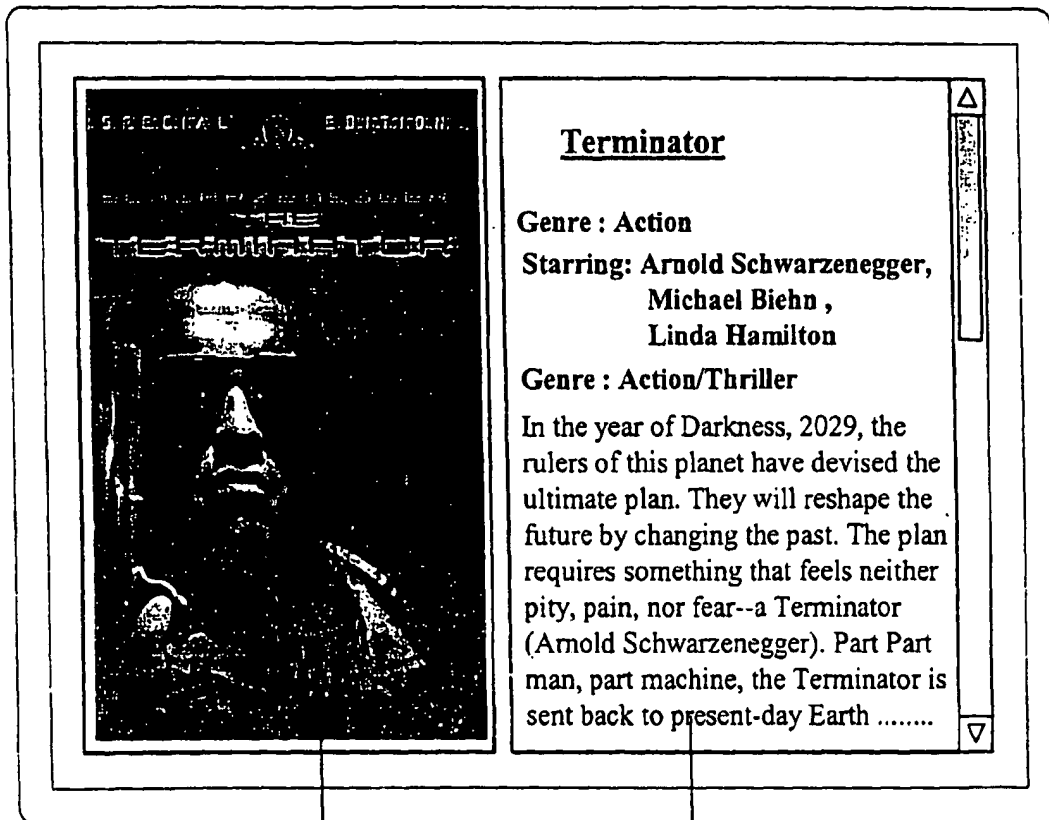 Terminator
Genre : Action
Starring: Arnold Schwarzenegger,
Michael Biehn ,
Linda Hamilton
Genre : Action/Thriller
In the year of Darkness, 2029, the
rulers of this planet have devised the
ultimate plan. They will reshape the
future by changing the past. The plan
requires something that feels neither
pity, pain, nor fear--a Terminator
(Arnold Schwarzenegger). Part Part
man, part machine, the Terminator is
sent back to present-day Earth ........